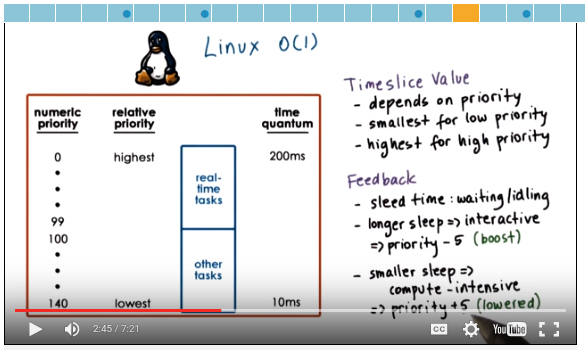 Linux O(1)
numeric priority
relative priority
time quantum
0 highest 200ms
real-time tasks
99
100
other tasks
140 lowest 10ms
Timeslice Value
- depends on priority
- smallest for low priority
- highest for high priority
Feedback
- sleed time : waiting/idling
- longer sleep => interactive
=> priority - 5 (boost)
- smaller sleep =>
compute - intensive
=> priority + 5 (lowered)
2:45 / 7:21
CC
YouTube